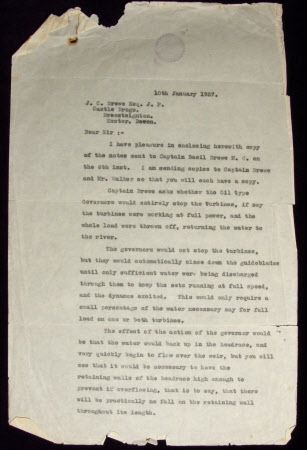 10th January 1927.
J. C. Drewe Esq. J. P.
Castle Drogo,
Drewsteignton,
Exeter, Devon.
Dear Sir :-
I have pleasure in enclosing herewith copy
of the notes sent to Captain Basil Drewe M. C. on
the 6th last. I am sending copies to Captain Drewe
and Mr. Walker so that you will each have a copy.
Captain Drewe asks whether the Oil type
Governors would entirely stop the turbines, if say
the turbines were working at full power, and the
whole load were thrown off, returning the water to
the river.
The governors would not stop the turbines,
but they would automatically close down the guideblades
until only sufficient water were being discharged
through them to keep the sets running at full speed,
and the dynamos excited. This would only require a
small percentage of the water necessary say for full
load on one or both turbines.
The effect of the action of the governor would
be that the water would back up in the headrace, and
very quickly begin to flow over the weir, but you will
see that it would be necessary to have the
retaining walls of the headrace high enough to
prevent it overflowing, that is to say, that there
will be practically no fall on the retaining wall
throughout its length.